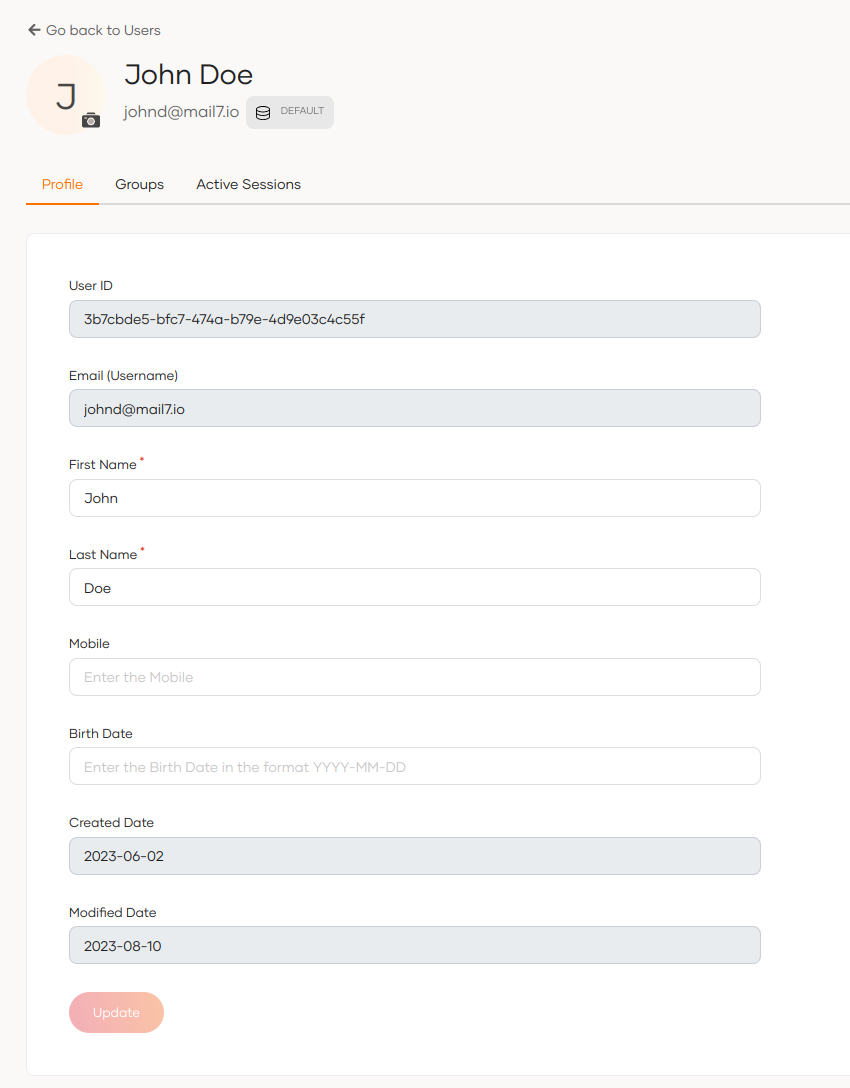 Go back to Users
J
John Doe
johnd@mail7.io DEFAULT
Profile Groups Active Sessions
User ID
3b7cbde5-bfc7-474a-b79e-4d9e03c4c55f
Email (Username)
johnd@mail7.io
First Name *
John
Last Name *
Doe
Mobile
Enter the Mobile
Birth Date
Enter the Birth Date in the format YYYY-MM-DD
Created Date
2023-06-02
Modified Date
2023-08-10
Update